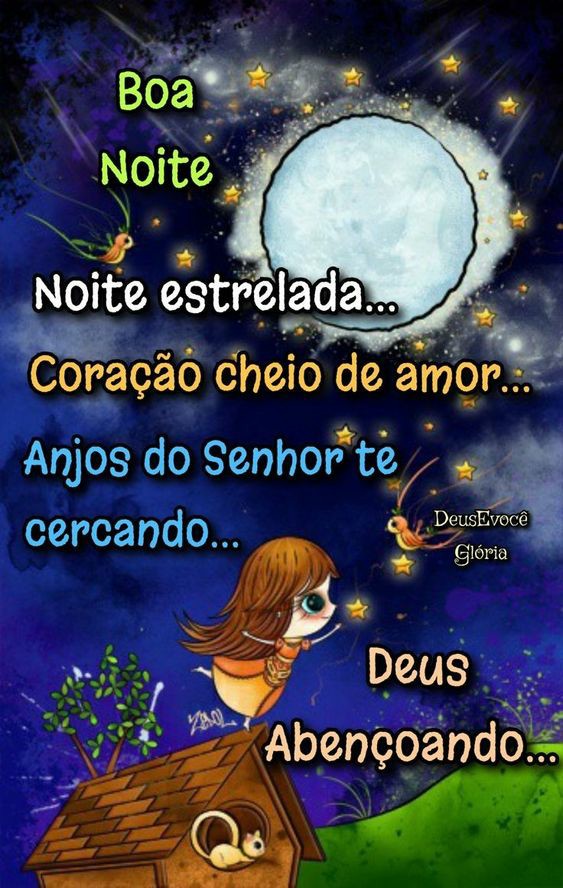 Boa
Noite
Noite estrelada...
Coração cheio de amor...
Anjos do Senhor te
cercando...
DeusEvocê
Glória
Deus
Abençoando...